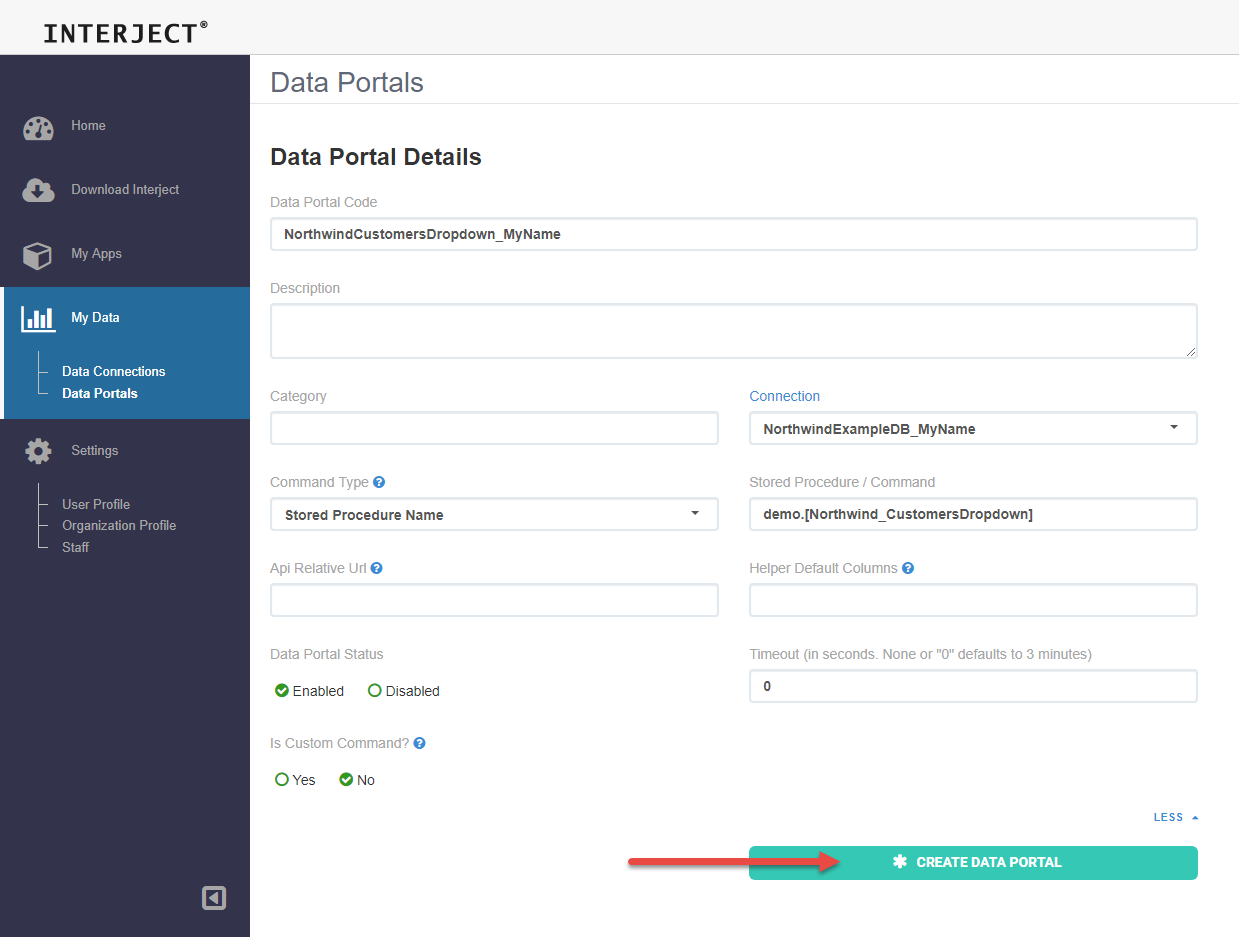 INTERJECT®
Data Portals
Home
Download Interject
My Apps
My Data
Data Connections
Data Portals
Settings
User Profile
Organization Profile
Staff
Data Portal Details
Data Portal Code
NorthwindCustomersDropdown_MyName
Description
Category
Connection
NorthwindExampleDB_MyName
Command Type ?
Stored Procedure / Command
Stored Procedure Name
demo.[Northwind_CustomersDropdown]
Api Relative Url ?
Helper Default Columns ?
Data Portal Status
Timeout (in seconds. None or "0" defaults to 3 minutes)
Enabled Disabled
0
Is Custom Command? ?
Yes No
LESS
CREATE DATA PORTAL